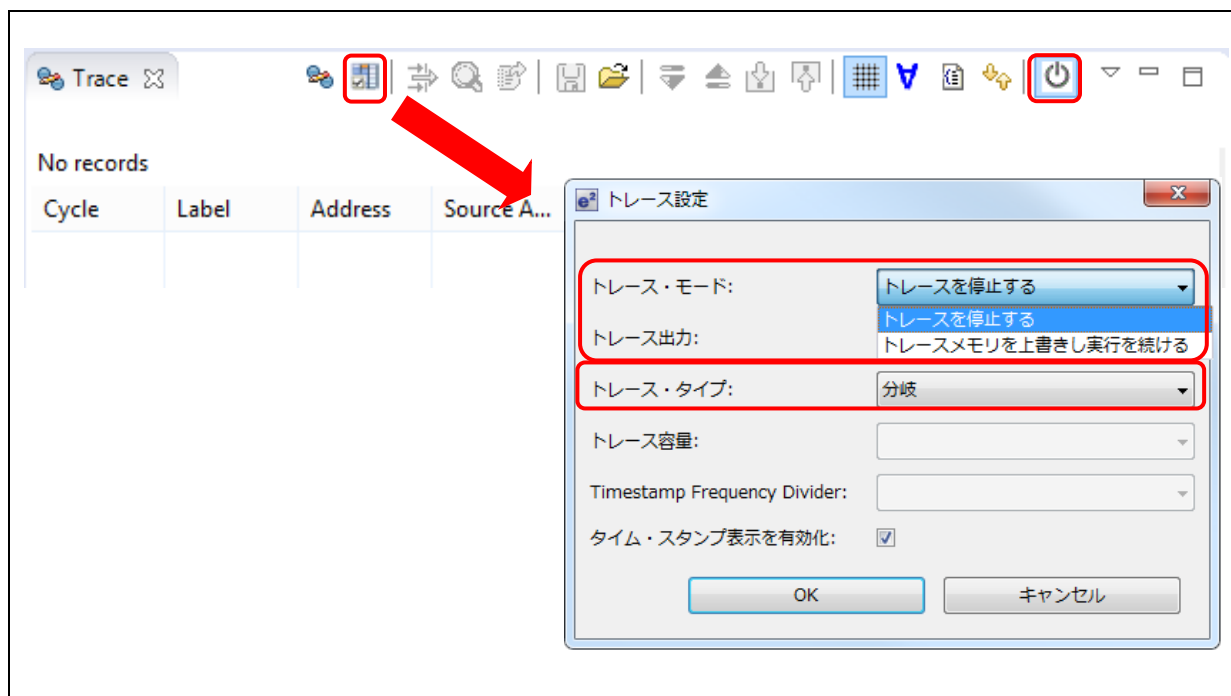 Trace
No records
Cycle Label Address Source A...
e² トレース設定
トレース・モード: トレースを停止する
トレースを停止する
トレース出力: トレースメモリを上書きし実行を続ける
トレース・タイプ: 分岐
トレース容量:
Timestamp Frequency Divider:
タイム・スタンプ表示を有効化:
OK キャンセル